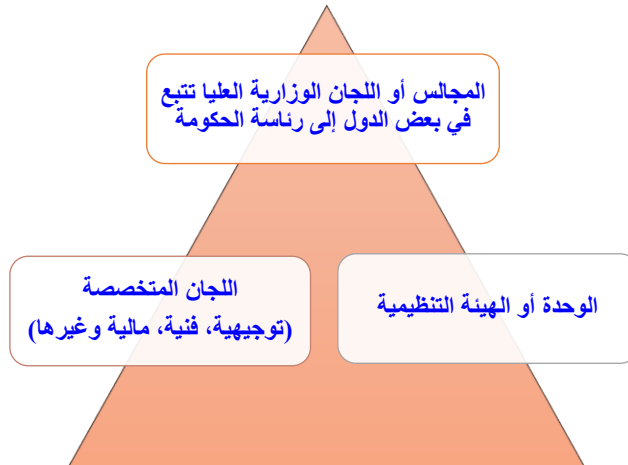 المجالس أو اللجان الوزارية العليا تتبع
في بعض الدول إلى رئاسة الحكومة
الوحدة أو الهيئة التنظيمية
اللجان المتخصصة
(توجيهية، فنية، مالية وغيرها)